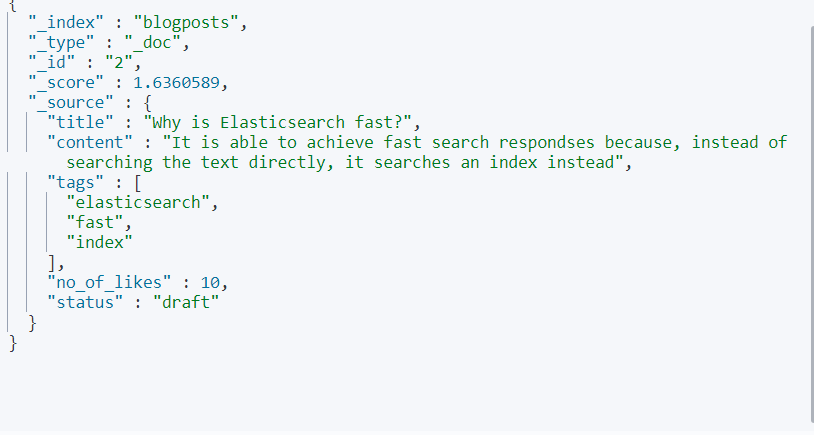 {
"_index" : "blogposts",
"_type" : "_doc",
"_id" : "2",
"_score" : 1.6360589,
"_source" : {
"title" : "Why is Elasticsearch fast?",
"content" : "It is able to achieve fast search respondses because, instead of
searching the text directly, it searches an index instead",
"tags" : [
"elasticsearch",
"fast",
"index"
],
"no_of_likes" : 10,
"status" : "draft"
}
}